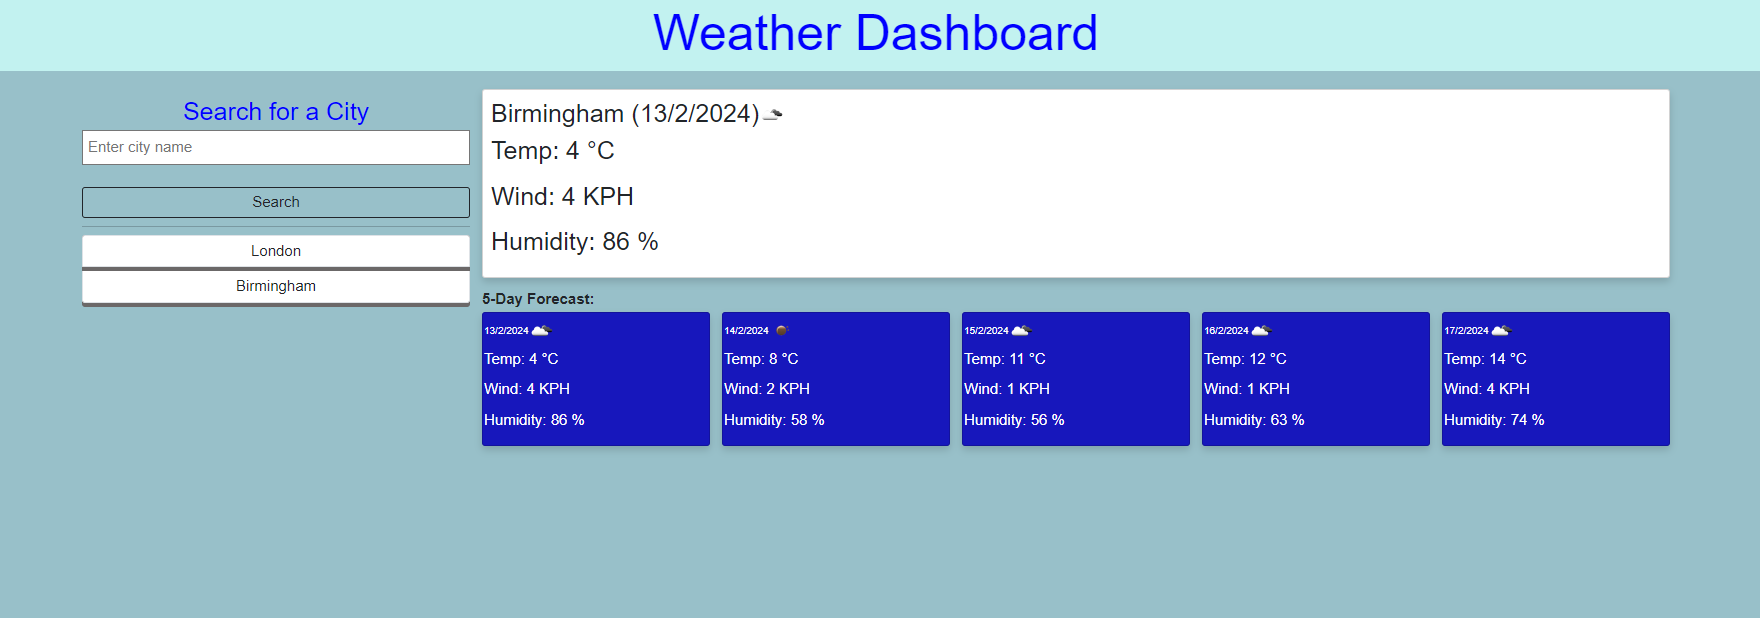 Weather Dashboard
Search for a City
Enter city name
Search
London
Birmingham
Birmingham (13/2/2024)
Temp: 4 °C
Wind: 4 KPH
Humidity: 86 %
5-Day Forecast:
13/2/2024
Temp: 4 °C
Wind: 4 KPH
Humidity: 86 %
14/2/2024
Temp: 8 °C
Wind: 2 KPH
Humidity: 58 %
15/2/2024
Temp: 11 °C
Wind: 1 KPH
Humidity: 56 %
16/2/2024
Temp: 12 °C
Wind: 1 KPH
Humidity: 63 %
17/2/2024
Temp: 14 °C
Wind: 4 KPH
Humidity: 74 %